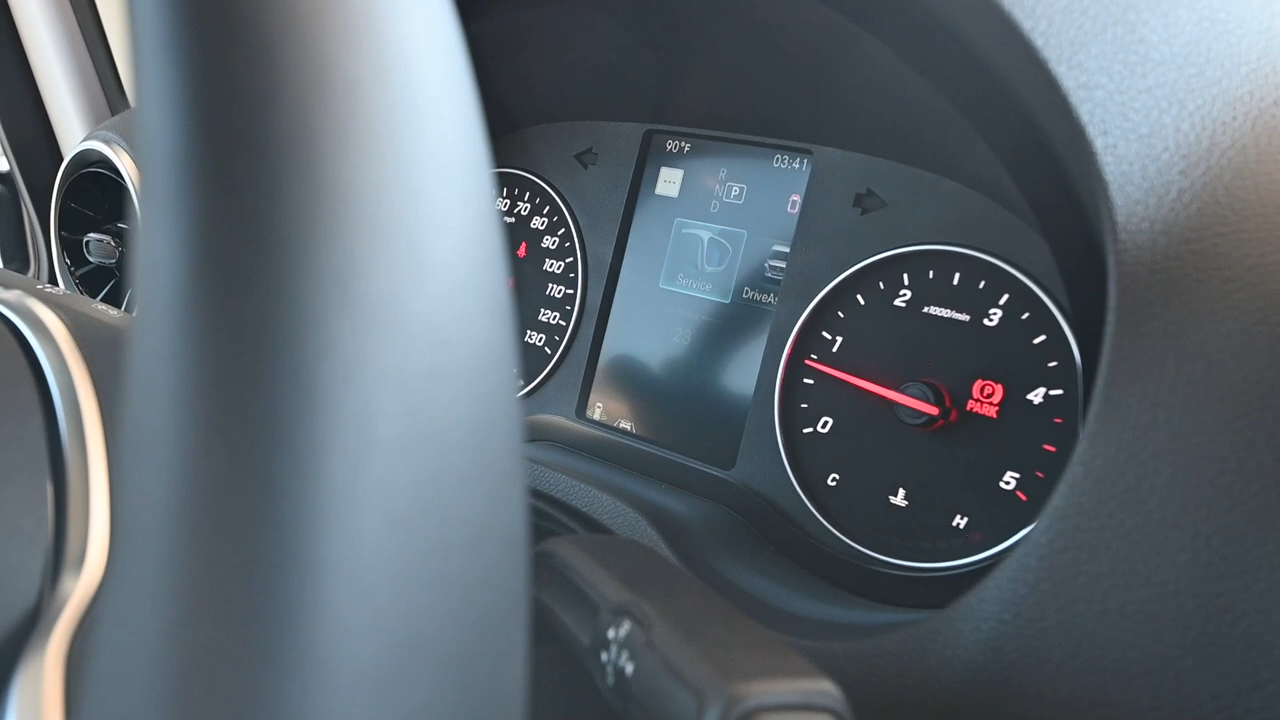 90°F
03:41
R
N P
D
Service
DriveAs
23
60
70
80
mph
90
100
110
120
130
2
3
x1000/min
1
4
0
5
P
PARK
C
H